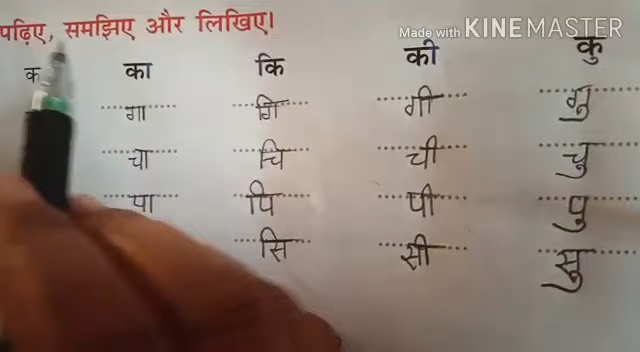 पढ़िए, समझिए और लिखिए।
Made with KINEMASTER
क का कि की कु
गा गि गी गु
चा चि ची चु
पा पि पी पु
सि सी सु